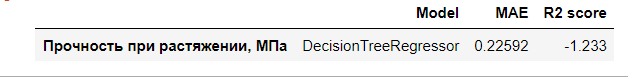 Model MAE R2 score
Прочность при растяжении, МПа DecisionTreeRegressor 0.22592 -1.233